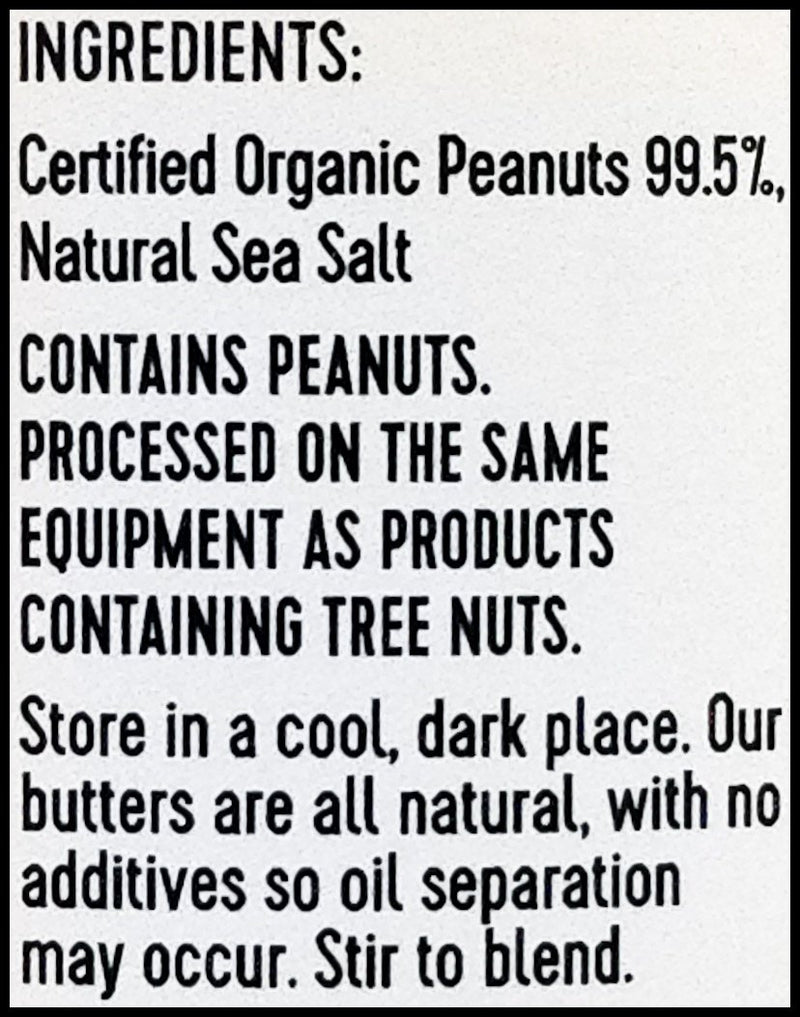 INGREDIENTS:
Certified Organic Peanuts 99.5%,
Natural Sea Salt
CONTAINS PEANUTS.
PROCESSED ON THE SAME
EQUIPMENT AS PRODUCTS
CONTAINING TREE NUTS.
Store in a cool, dark place. Our
butters are all natural, with no
additives so oil separation
may occur. Stir to blend.